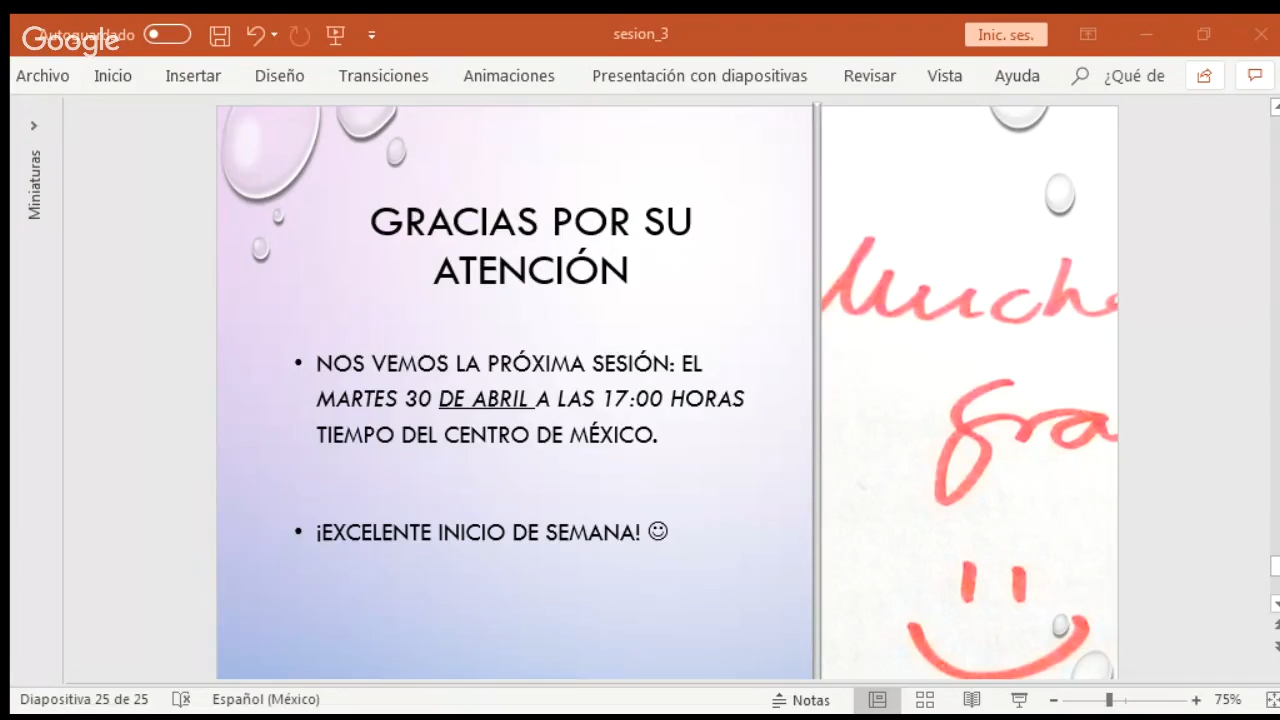 Autoguardado
Google
sesion_3
Inic. ses.
Archivo Inicio Insertar Diseño Transiciones Animaciones Presentación con diapositivas Revisar Vista Ayuda ¿Qué de
Miniaturas
GRACIAS POR SU
ATENCIÓN
• NOS VEMOS LA PRÓXIMA SESIÓN: EL
MARTES 30 DE ABRIL A LAS 17:00 HORAS
TIEMPO DEL CENTRO DE MÉXICO.
• ¡EXCELENTE INICIO DE SEMANA! ☺
Mucha
gra
Diapositiva 25 de 25 Español (México) Notas 75%